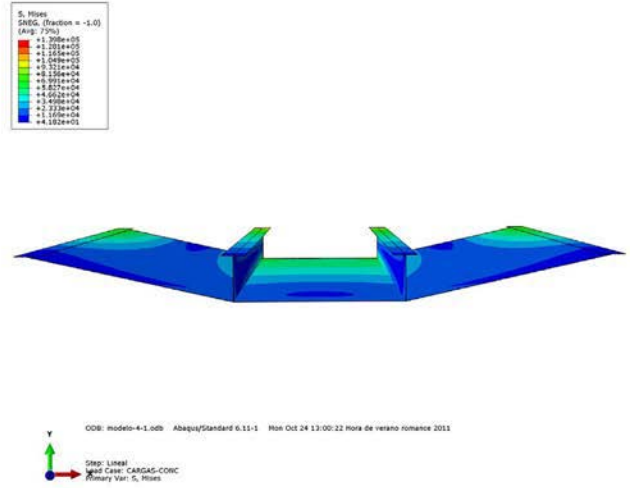 S, Mises
SNEG, (fraction = -1.0)
(Avg: 75%)
+1.398e+05
+1.281e+05
+1.165e+05
+1.049e+05
+9.321e+04
+8.156e+04
+6.991e+04
+5.827e+04
+4.662e+04
+3.498e+04
+2.333e+04
+1.169e+04
+4.182e+01
ODB: modelo-4-1.odb Abaqus/Standard 6.11-1 Mon Oct 24 13:00:22 Hora de verano romance 2011
Y
X
Step: Lineal
Load Case: CARGAS-CONC
Primary Var: S, Mises